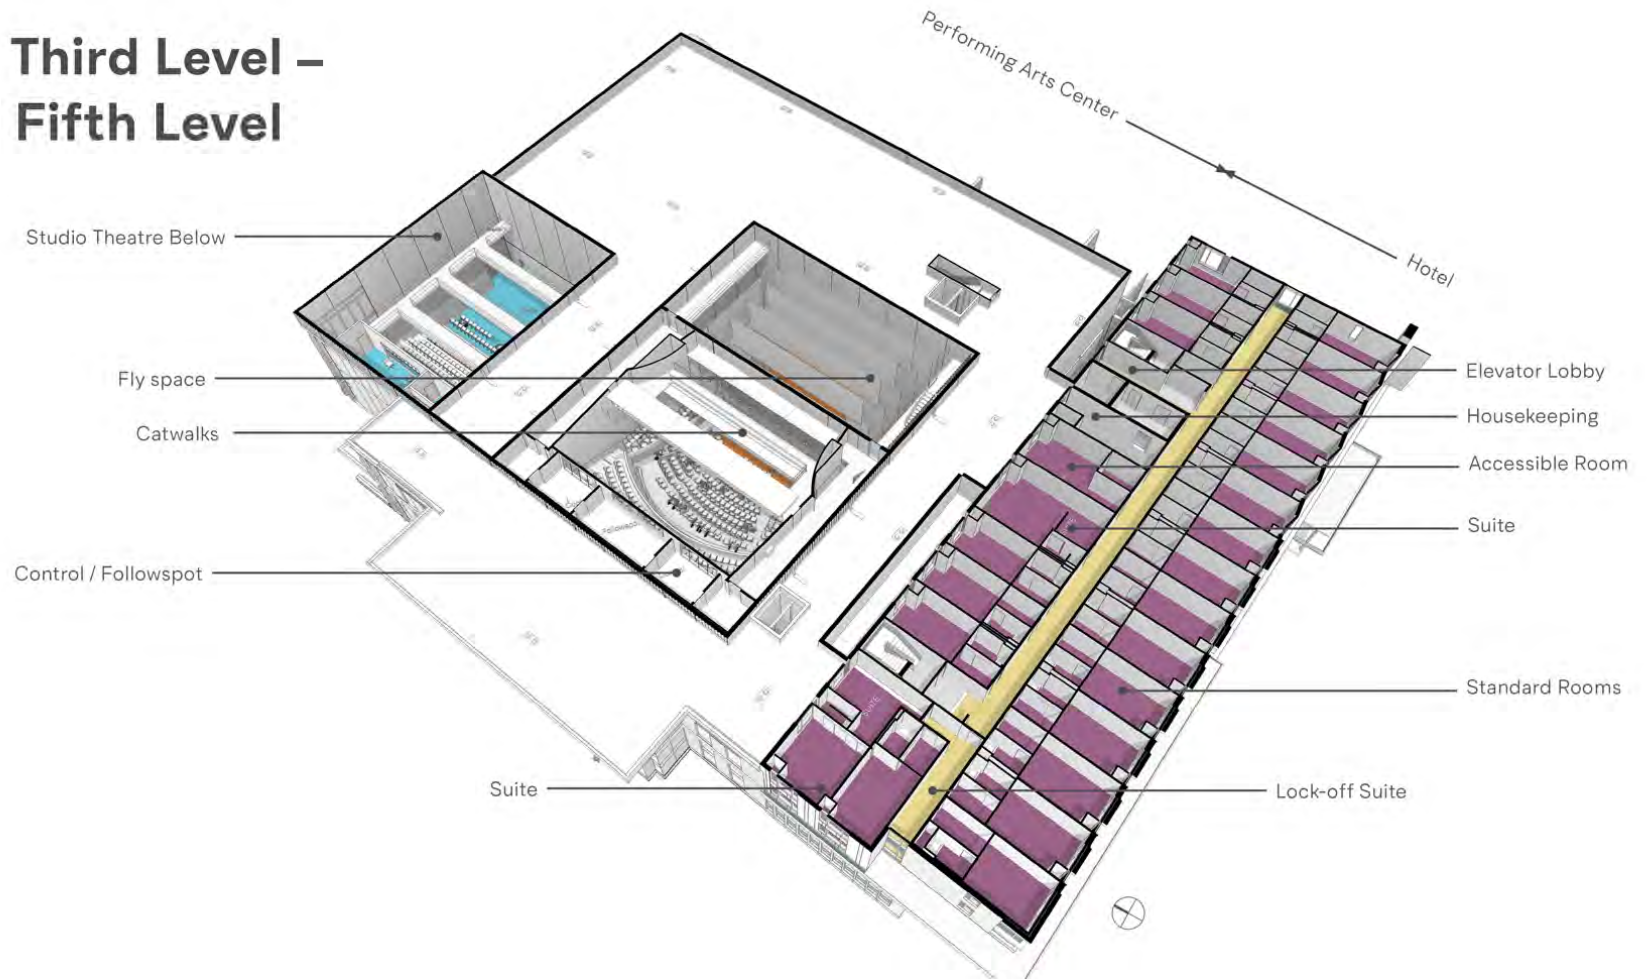 Third Level –
Fifth Level
Performing Arts Center
Hotel
Studio Theatre Below
Fly space
Catwalks
Control / Followspot
Suite
Elevator Lobby
Housekeeping
Accessible Room
Suite
Standard Rooms
Lock-off Suite
SUITE